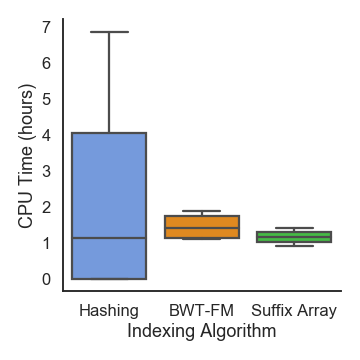 CPU Time (hours)
7
6
5
4
3
2
1
0
Hashing BWT-FM Suffix Array
Indexing Algorithm